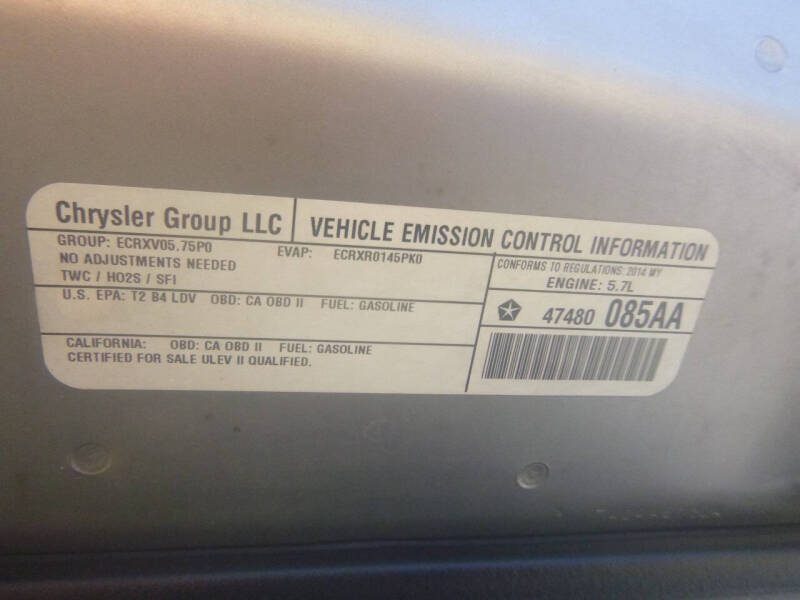 Chrysler Group LLC
VEHICLE EMISSION CONTROL INFORMATION
GROUP: ECRXV05.75P0 EVAP: ECRXR0145PK0
NO ADJUSTMENTS NEEDED
TWC / HO2S / SFI
CONFORMS TO REGULATIONS: 2014 MY
ENGINE: 5.7L
U.S. EPA: T2 B4 LDV OBD: CA OBD II FUEL: GASOLINE
47480 085AA
CALIFORNIA: OBD: CA OBD II FUEL: GASOLINE
CERTIFIED FOR SALE ULEV II QUALIFIED.